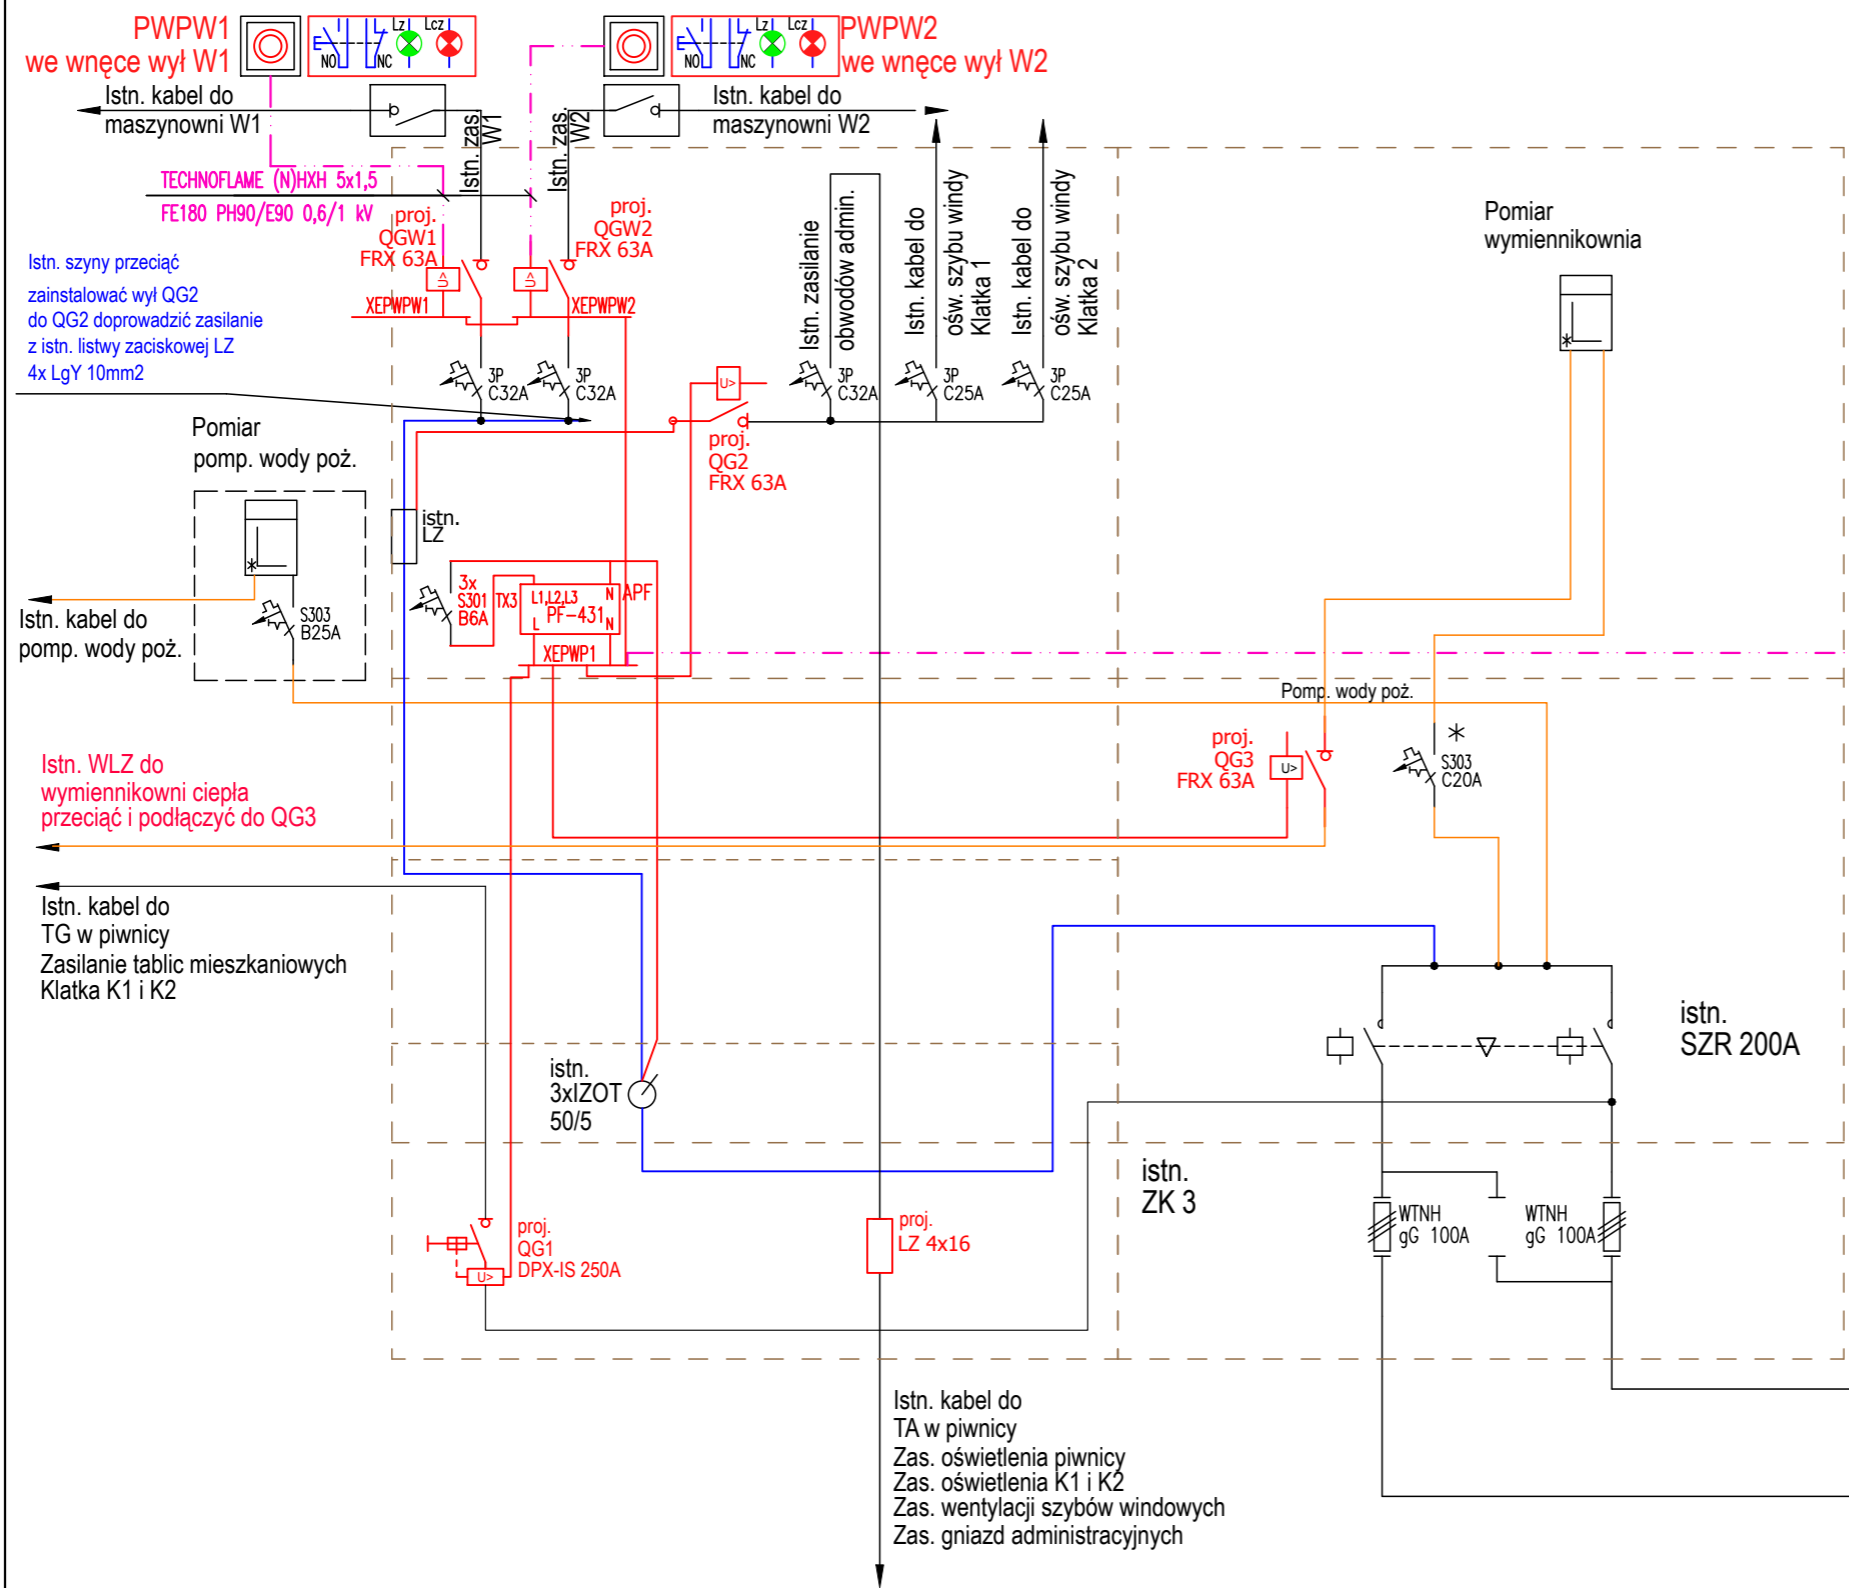 PWPW1
we wnęce wył W1
NO
NC
Lz
Lcz
NO
NC
Lz
Lcz
PWPW2
we wnęce wył W2
Istn. kabel do
maszynowni W1
Istn. zas.
W1
Istn. zas.
W2
Istn. kabel do
maszynowni W2
TECHNOFLAME (N)HXH 5x1,5
FE180 PH90/E90 0,6/1 kV
proj.
QGW1
FRX 63A
U>
proj.
QGW2
FRX 63A
U>
XEPWPW1
XEPWPW2
Istn. szyny przeciąć
zainstalować wył QG2
do QG2 doprowadzić zasilanie
z istn. listwy zaciskowej LZ
4x LgY 10mm2
Istn. zasilanie
obwodów admin.
Istn. kabel do
ośw. szybu windy
Klatka 1
Istn. kabel do
ośw. szybu windy
Klatka 2
Pomiar
wymiennikownia
3P
C32A
3P
C32A
U>
3P
C32A
3P
C25A
3P
C25A
proj.
QG2
FRX 63A
Pomiar
pomp. wody poż.
istn.
LZ
S303
B25A
Istn. kabel do
pomp. wody poż.
3x
S301
B6A
TX3
L1,L2,L3
N
PF-431
L
N
APF
XEPWP1
Pomp. wody poż.
proj.
QG3
FRX 63A
U>
S303
C20A
Istn. WLZ do
wymiennikowni ciepła
przeciąć i podłączyć do QG3
Istn. kabel do
TG w piwnicy
Zasilanie tablic mieszkaniowych
Klatka K1 i K2
istn.
3xIZOT
50/5
istn.
SZR 200A
istn.
ZK 3
WTNH
gG 100A
WTNH
gG 100A
proj.
QG1
DPX-IS 250A
U>
proj.
LZ 4x16
Istn. kabel do
TA w piwnicy
Zas. oświetlenia piwnicy
Zas. oświetlenia K1 i K2
Zas. wentylacji szybów windowych
Zas. gniazd administracyjnych